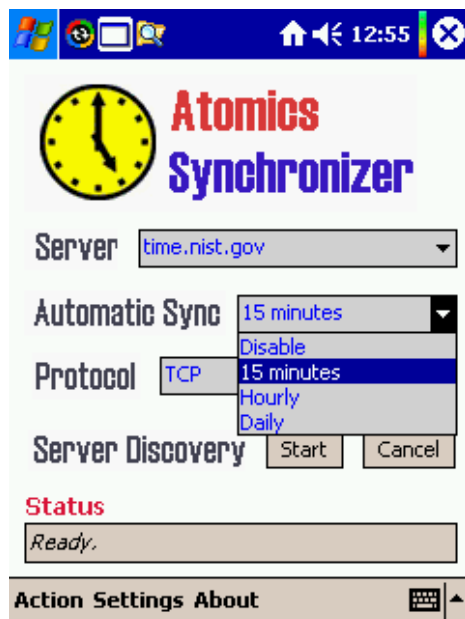 12:55
Atomics
Synchronizer
Server time.nist.gov
Automatic Sync 15 minutes
Disable
Protocol TCP 15 minutes
Hourly
Daily
Server Discovery Start Cancel
Status
Ready.
Action Settings About